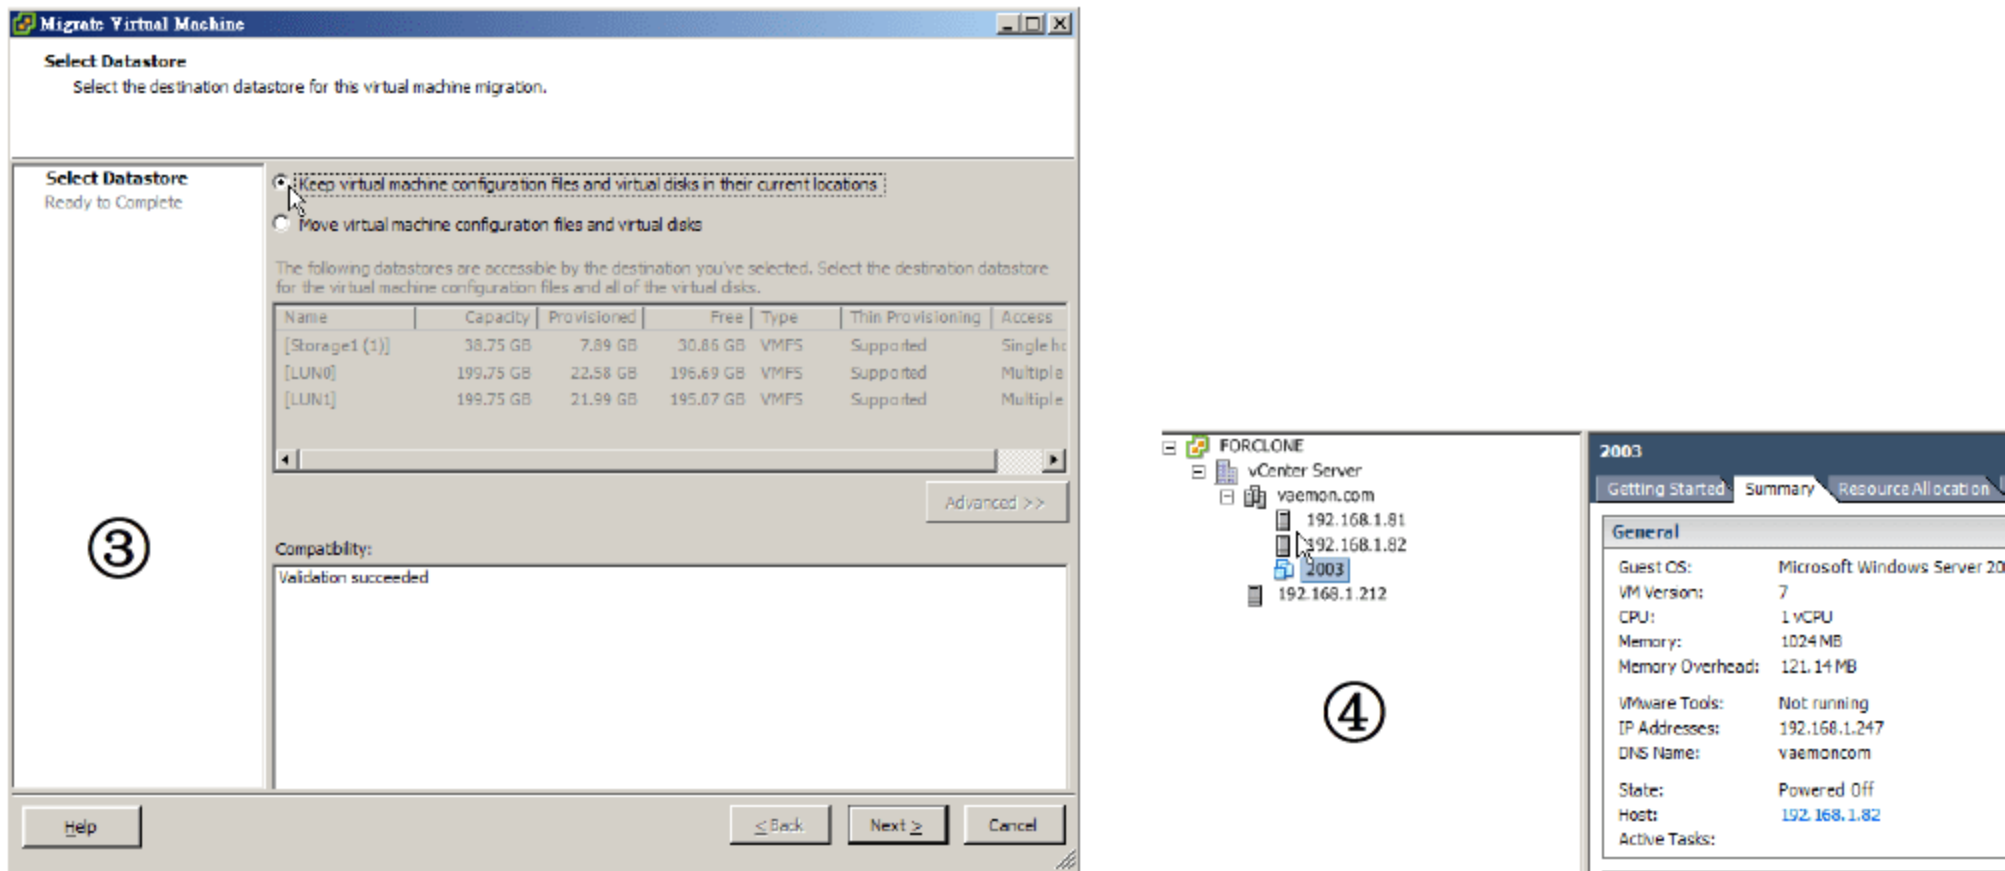 Migrate Virtual Machine
Select Datastore
Select the destination datastore for this virtual machine migration.
Select Datastore
Ready to Complete
Keep virtual machine configuration files and virtual disks in their current locations
Move virtual machine configuration files and virtual disks
The following datastores are accessible by the destination you've selected. Select the destination datastore
for the virtual machine configuration files and all of the virtual disks.
Name Capacity Provisioned Free Type Thin Provisioning Access
[Storage1 (1)] 38.75 GB 7.89 GB 30.86 GB VMFS Supported Single ho
[LUN0] 199.75 GB 22.58 GB 196.69 GB VMFS Supported Multiple
[LUN1] 199.75 GB 21.99 GB 195.07 GB VMFS Supported Multiple
Advanced >>
③
Compatibility:
Validation succeeded
Help
< Back
Next >
Cancel
FORCLONE
vCenter Server
vaemon.com
192.168.1.81
192.168.1.82
2003
192.168.1.212
④
2003
Getting Started Summary Resource Allocation
General
Guest OS: Microsoft Windows Server 20
VM Version: 7
CPU: 1 vCPU
Memory: 1024 MB
Memory Overhead: 121.14 MB
VMware Tools: Not running
IP Addresses: 192.168.1.247
DNS Name: vaemoncom
State: Powered Off
Host: 192.168.1.82
Active Tasks: